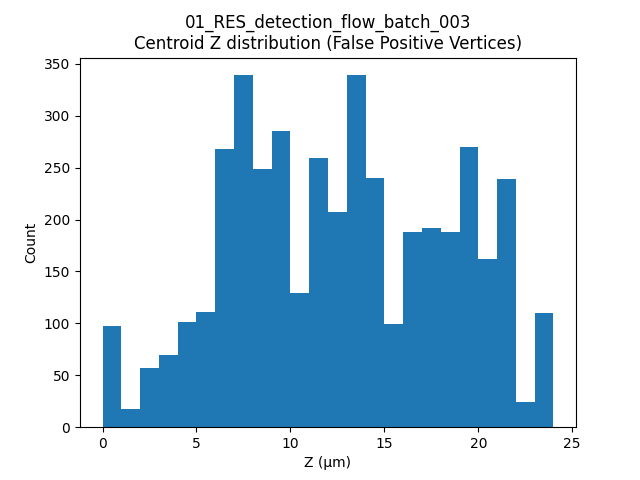 01_RES_detection_flow_batch_003
Centroid Z distribution (False Positive Vertices)
350
300
250
200
150
100
50
0
Count
0 5 10 15 20 25
Z (μm)